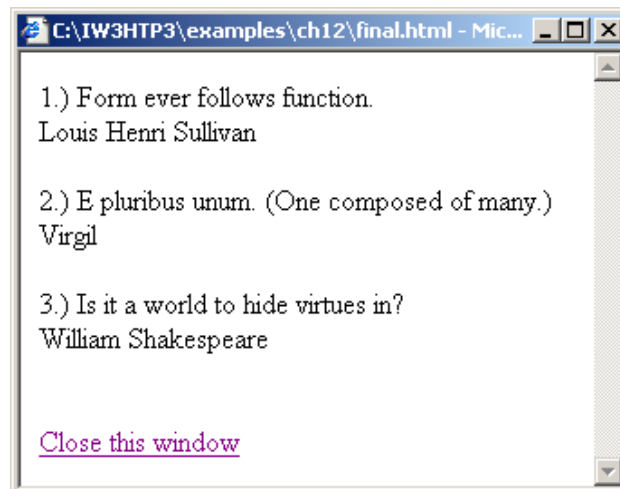 C:\IW3HTP3\examples\ch12\final.html - Mic...
1.) Form ever follows function.
Louis Henri Sullivan
2.) E pluribus unum. (One composed of many.)
Virgil
3.) Is it a world to hide virtues in?
William Shakespeare
Close this window